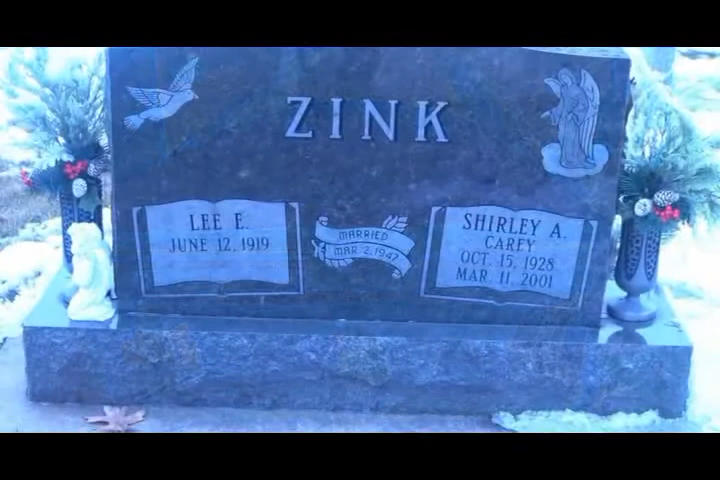 ZINK
LEE E.
JUNE 12, 1919
MARRIED
MAR. 2, 1947
SHIRLEY A.
CAREY
OCT. 15, 1928
MAR. 11, 2001